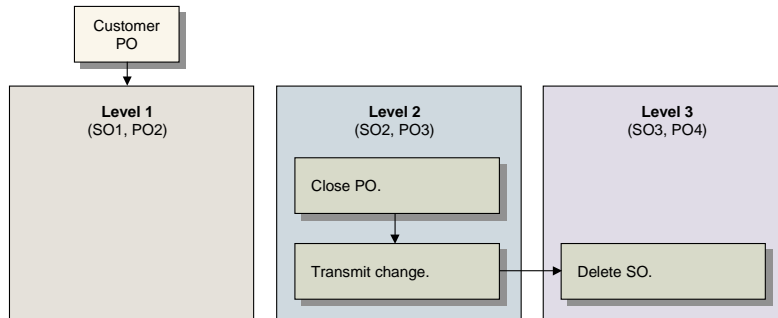 Customer
PO
Level 1
(SO1, PO2)
Level 2
(SO2, PO3)
Level 3
(SO3, PO4)
Close PO.
Transmit change.
Delete SO.